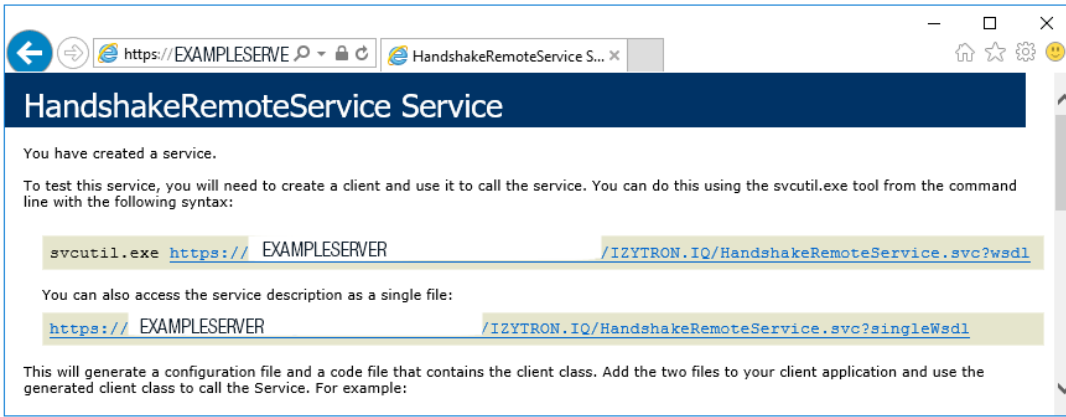 https://EXAMPLESERVE
HandshakeRemoteService S...
HandshakeRemoteService Service
You have created a service.
To test this service, you will need to create a client and use it to call the service. You can do this using the svcutil.exe tool from the command
line with the following syntax:
svcutil.exe https:// EXAMPLESERVER /IZYTRON.IQ/HandshakeRemoteService.svc?wsdl
You can also access the service description as a single file:
https:// EXAMPLESERVER /IZYTRON.IQ/HandshakeRemoteService.svc?singleWsdl
This will generate a configuration file and a code file that contains the client class. Add the two files to your client application and use the
generated client class to call the Service. For example: